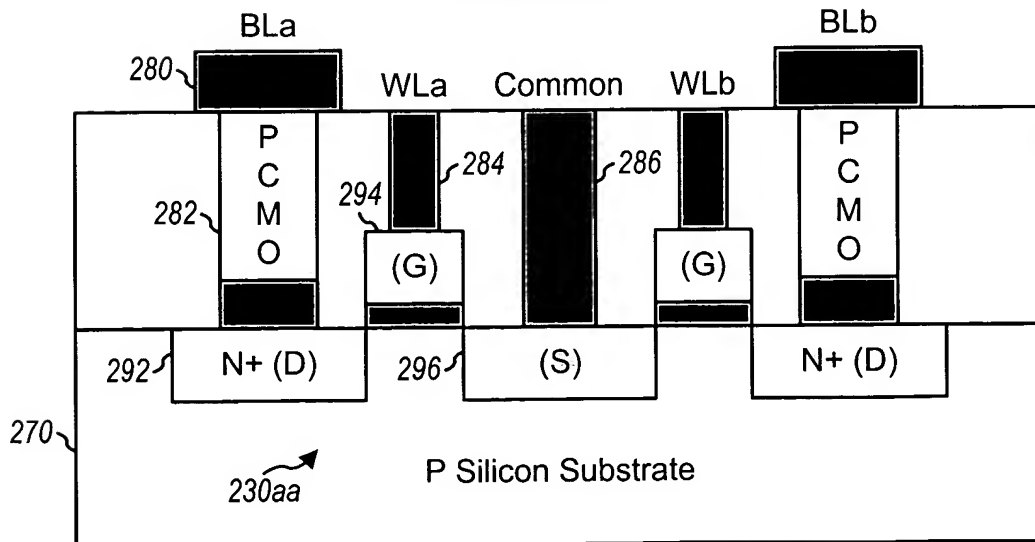 BLa
BLb
280
WLa
Common
WLb
P
C
M
O
P
C
M
O
284
286
294
282
(G)
(G)
292
N+ (D)
296
(S)
N+ (D)
270
230aa
P Silicon Substrate